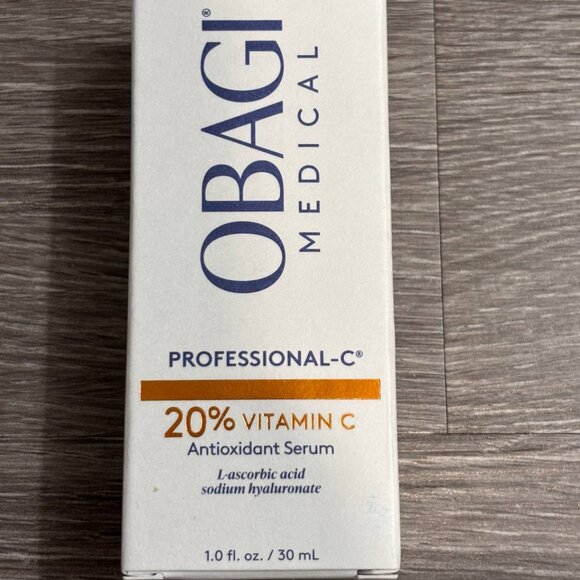 OBAGI®
MEDICAL
PROFESSIONAL-C®
20% VITAMIN C
Antioxidant Serum
L-ascorbic acid
sodium hyaluronate
1.0 fl. oz. / 30 mL